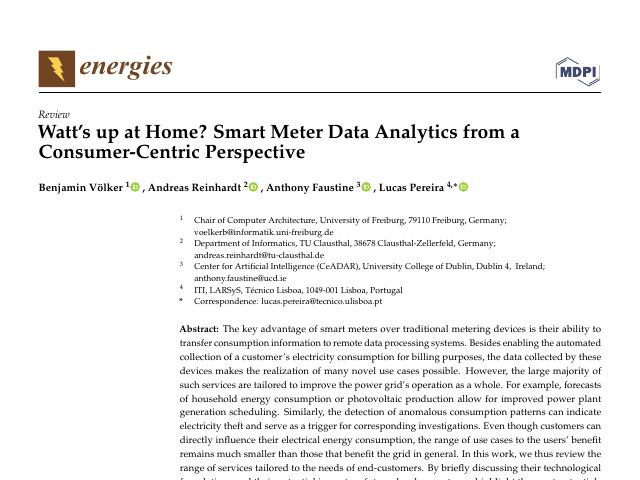 energies
MDPI
Review
Watt's up at Home? Smart Meter Data Analytics from a
Consumer-Centric Perspective
Benjamin Völker 1, Andreas Reinhardt 2, Anthony Faustine 3, Lucas Pereira 4,*
1 Chair of Computer Architecture, University of Freiburg, 79110 Freiburg, Germany;
voelkerb@informatik.uni-freiburg.de
2 Department of Informatics, TU Clausthal, 38678 Clausthal-Zellerfeld, Germany;
andreas.reinhardt@tu-clausthal.de
3 Center for Artificial Intelligence (CeADAR), University College of Dublin, Dublin 4, Ireland;
anthony.faustine@ucd.ie
4 ITI, LARSyS, Técnico Lisboa, 1049-001 Lisboa, Portugal
* Correspondence: lucas.pereira@tecnico.ulisboa.pt
Abstract: The key advantage of smart meters over traditional metering devices is their ability to
transfer consumption information to remote data processing systems. Besides enabling the automated
collection of a customer's electricity consumption for billing purposes, the data collected by these
devices makes the realization of many novel use cases possible. However, the large majority of
such services are tailored to improve the power grid's operation as a whole. For example, forecasts
of household energy consumption or photovoltaic production allow for improved power plant
generation scheduling. Similarly, the detection of anomalous consumption patterns can indicate
electricity theft and serve as a trigger for corresponding investigations. Even though customers can
directly influence their electrical energy consumption, the range of use cases to the users' benefit
remains much smaller than those that benefit the grid in general. In this work, we thus review the
range of services tailored to the needs of end-customers. By briefly discussing their technological